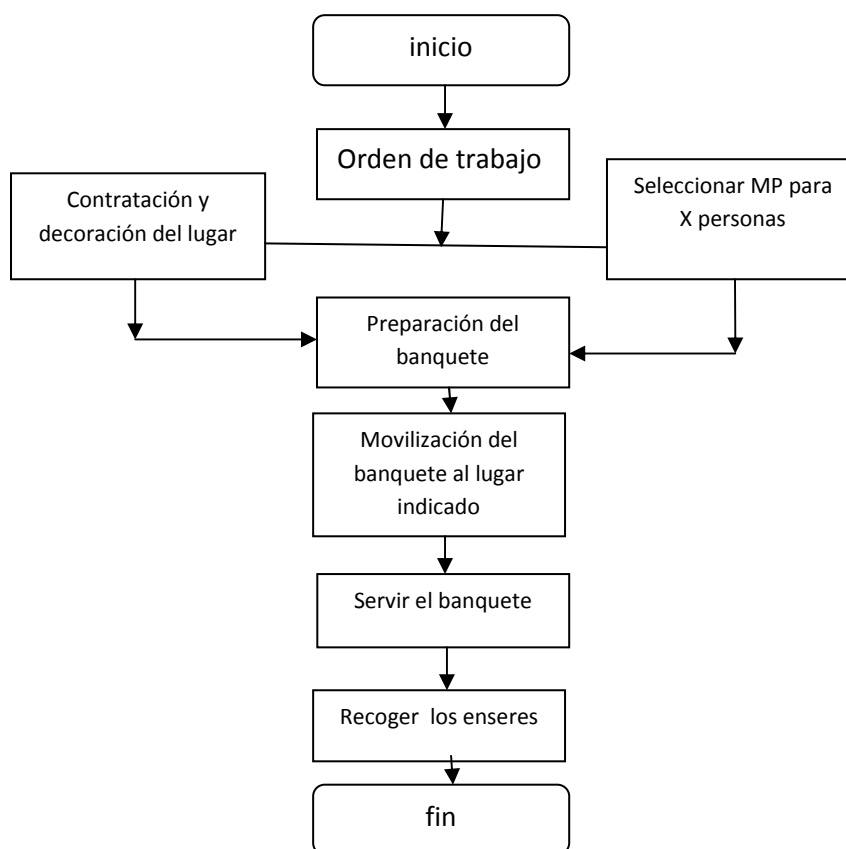 inicio
Orden de trabajo
Contratación y
decoración del lugar
Seleccionar MP para
X personas
Preparación del
banquete
Movilización del
banquete al lugar
indicado
Servir el banquete
Recoger  los enseres
fin